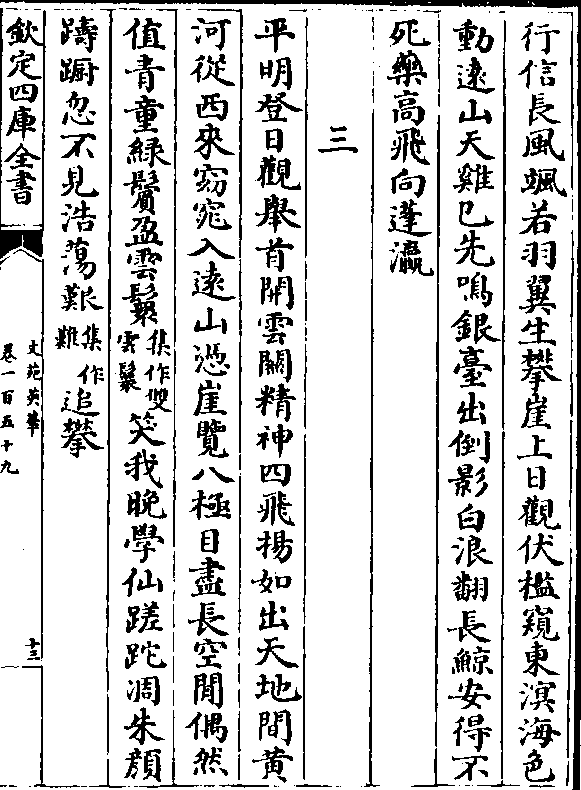 行信長風颯若羽翼生攀崖上日觀伏檻窺東溟海色
動遠山天雞已先鳴銀臺出倒影白浪翻長鯨安得不
死藥高飛向蓬瀛
三
平明登日觀舉首開雲關精神四飛揚如出天地間黃
河從西來窈窕入遠山憑崖覽八極目盡長空閒偶然
值青童綠鬢盈雲鬟集作雙雲鬟笑我晚學仙蹉跎凋朱顏
躊躕忽不見浩蕩艱集作難追攀
欽定四庫全書
文苑英華
卷一百五十九
十三